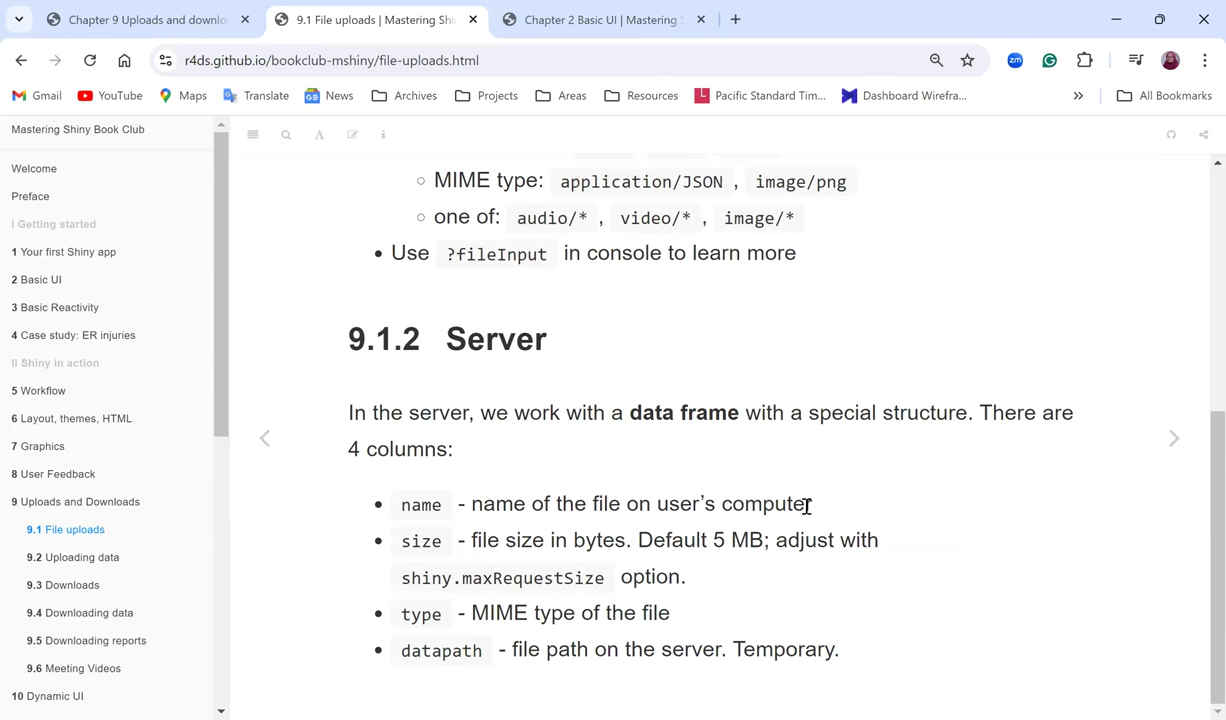 Chapter 9 Uploads and downlo
9.1 File uploads | Mastering Shi
Chapter 2 Basic UI | Mastering S
r4ds.github.io/bookclub-mshiny/file-uploads.html
zm
Gmail
YouTube
Maps
Translate
News
Archives
Projects
Areas
Resources
Pacific Standard Tim...
Dashboard Wirefra...
All Bookmarks
Mastering Shiny Book Club
Welcome
Preface
I Getting started
1 Your first Shiny app
2 Basic UI
3 Basic Reactivity
4 Case study: ER injuries
II Shiny in action
5 Workflow
6 Layout, themes, HTML
7 Graphics
8 User Feedback
9 Uploads and Downloads
9.1 File uploads
9.2 Uploading data
9.3 Downloads
9.4 Downloading data
9.5 Downloading reports
9.6 Meeting Videos
10 Dynamic UI
MIME type: application/JSON , image/png
one of: audio/* , video/* , image/*
Use ?fileInput in console to learn more
9.1.2 Server
In the server, we work with a data frame with a special structure. There are
4 columns:
name - name of the file on user’s computer
size - file size in bytes. Default 5 MB; adjust with
shiny.maxRequestSize option.
type - MIME type of the file
datapath - file path on the server. Temporary.